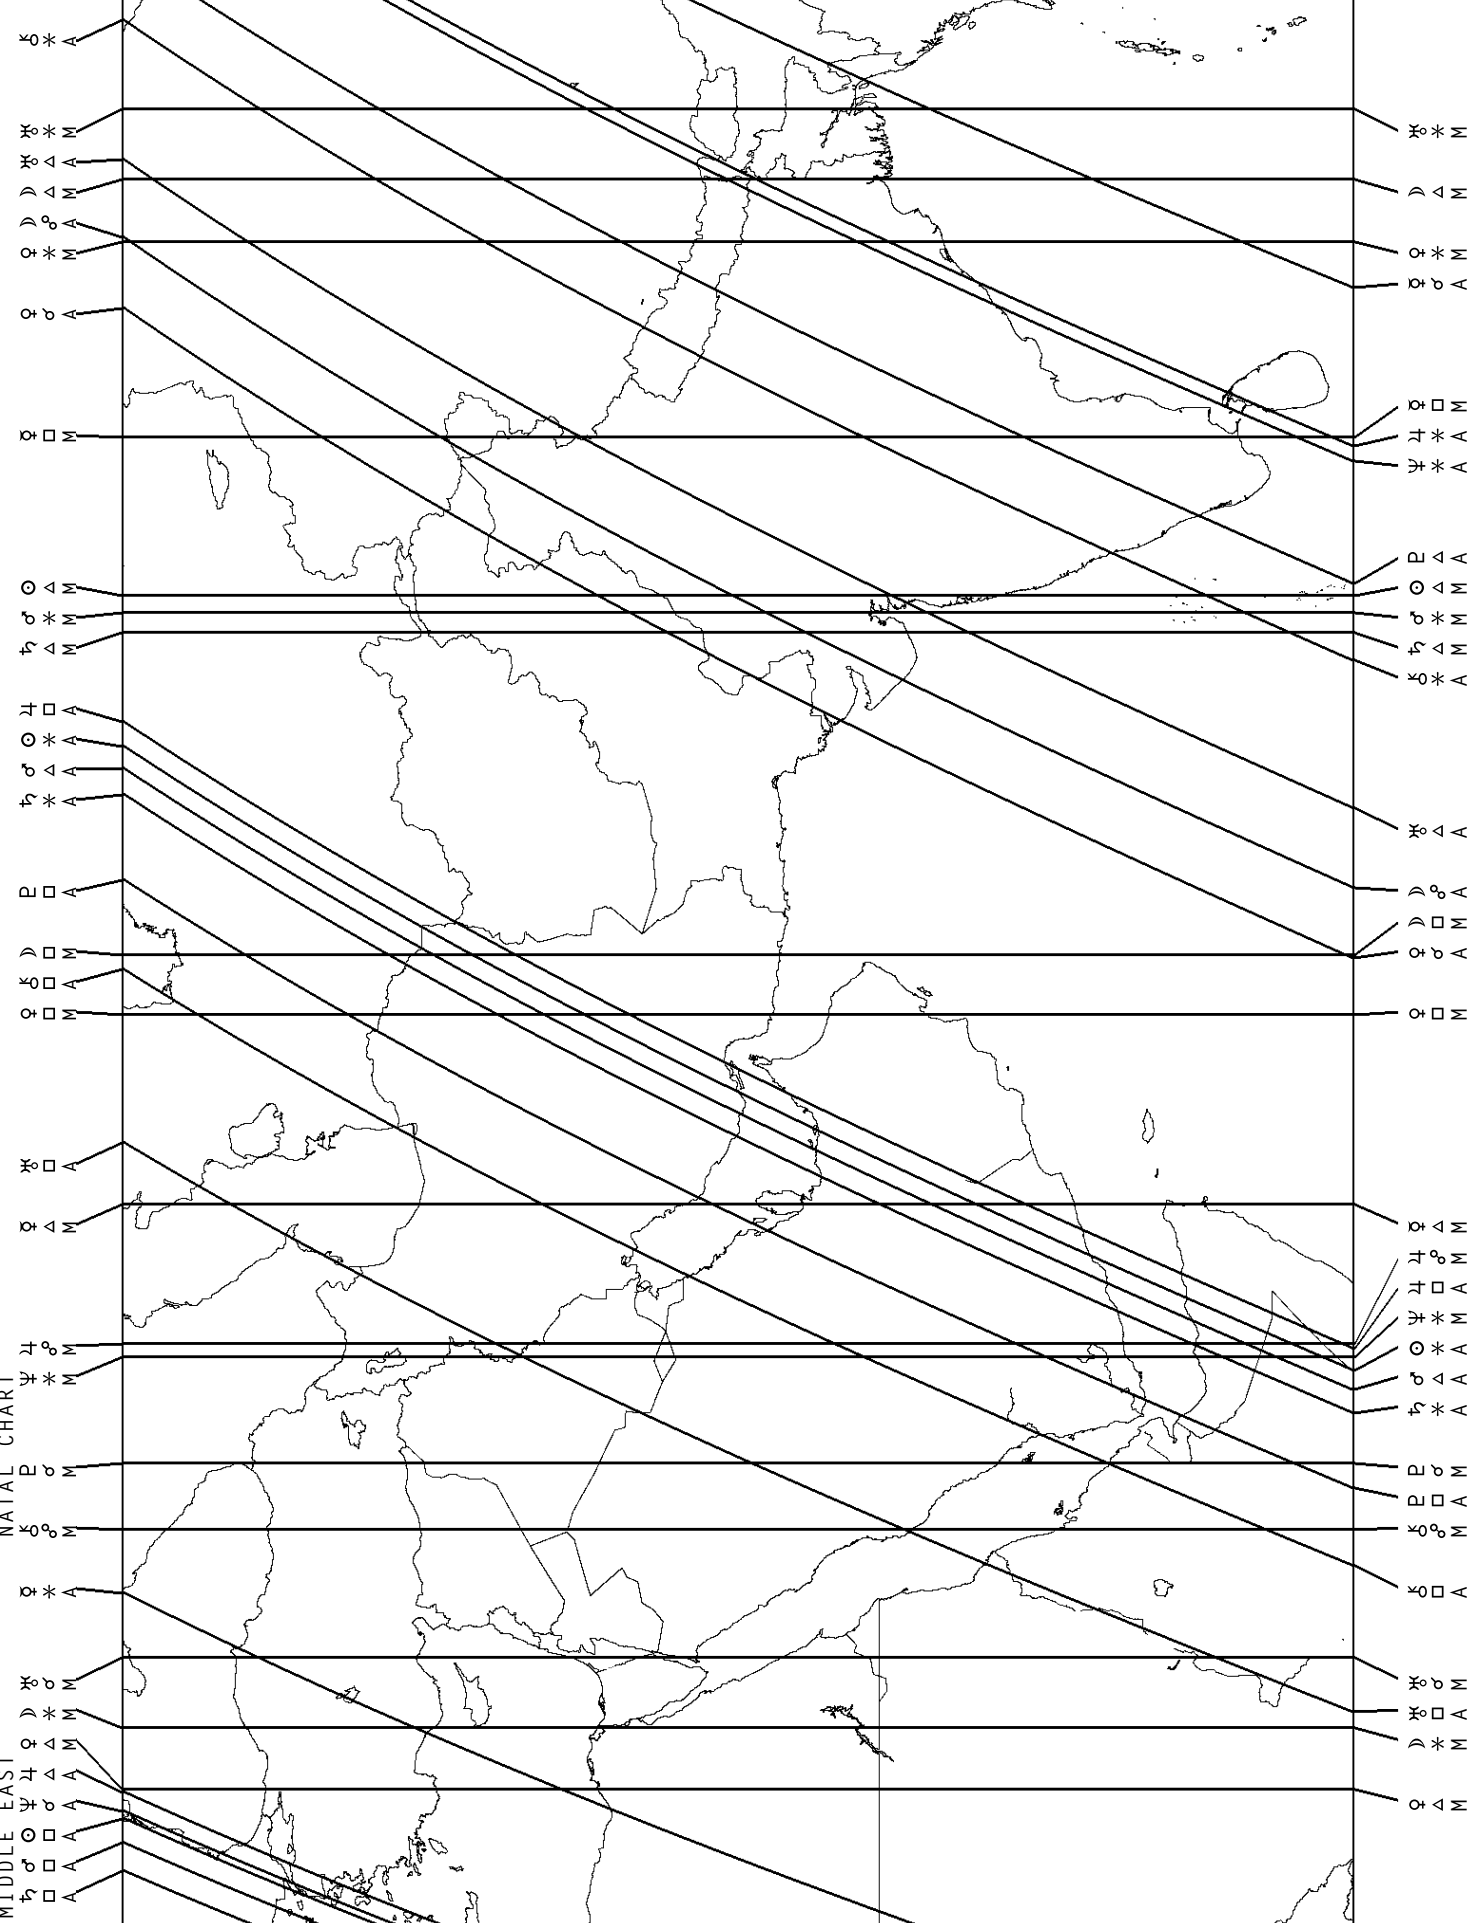 MIDDLE EAST
NATAL CHART
⚷ ⚹ A
♅ ⚹ M
♅ △ A
☽ △ M
☽ ☍ A
♀ ⚹ M
♀ ☌ A
☿ □ M
☉ △ M
♂ ⚹ M
♄ △ M
♃ □ A
☉ ⚹ A
♂ △ A
♄ ⚹ A
♇ □ A
☽ □ M
⚷ □ A
♀ □ M
♅ □ A
☿ △ M
♃ ☍ M
♆ ⚹ M
♇ ☌ M
⚷ ☍ M
☿ ⚹ A
♅ ☌ M
☽ ⚹ M
♀ △ M
♃ △ A
♆ ☌ A
☉ □ A
♂ □ A
♄ □ A
♅ ⚹ M
☽ △ M
♀ ⚹ M
☿ ☌ A
☿ □ M
♃ ⚹ A
♆ ⚹ A
♇ △ A
☉ △ M
♂ ⚹ M
♄ △ M
⚷ ⚹ A
♅ △ A
☽ ☍ A
☽ □ M
♀ ☌ A
♀ □ M
☿ △ M
♃ ☍ M
♃ □ A
♆ ⚹ M
☉ ⚹ A
♂ △ A
♄ ⚹ A
♇ ☌ M
♇ □ A
⚷ ☍ M
⚷ □ A
♅ ☌ M
♅ □ A
☽ ⚹ M
♀ △ M